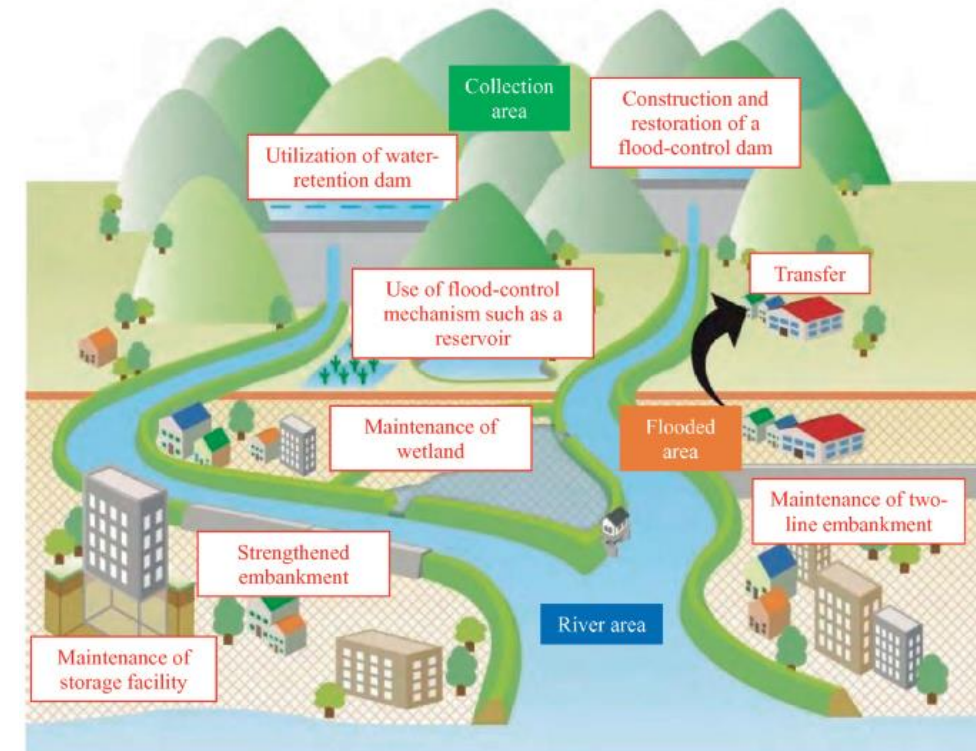 Collection
area
Construction and
restoration of a
flood-control dam
Utilization of water-
retention dam
Transfer
Use of flood-control
mechanism such as a
reservoir
Maintenance of
wetland
Flooded
area
Maintenance of two-
line embankment
Strengthened
embankment
River area
Maintenance of
storage facility